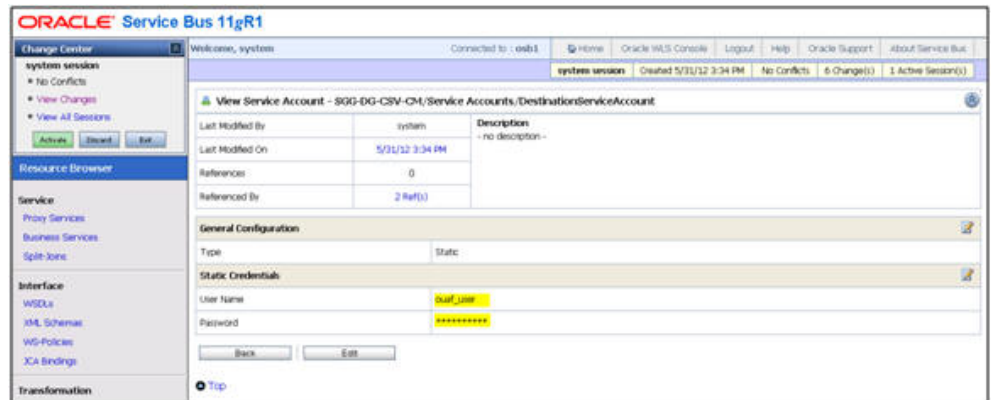 ORACLE Service Bus 11gR1
Change Center
Welcome, system
Connected to : osb1
Home
Oracle WLS Console
Logout
Help
Oracle Support
About Service Bus
system session
Created 5/31/12 3:34 PM
No Conflicts
6 Change(s)
1 Active Session(s)
system session
No Conflicts
View Changes
View All Sessions
Activate
Discard
Exit
Resource Browser
Service
Proxy Services
Business Services
Split-Joins
Interface
WSDLs
XML Schemas
WS-Policies
JCA Bindings
Transformation
View Service Account - SGG-DG-CSV-CM/Service Accounts/DestinationServiceAccount
Last Modified By
system
Description
- no description -
Last Modified On
5/31/12 3:34 PM
References
0
Referenced By
2 Ref(s)
General Configuration
Type
Static
Static Credentials
User Name
ouaf_user
Password
**********
Back
Edit
Top